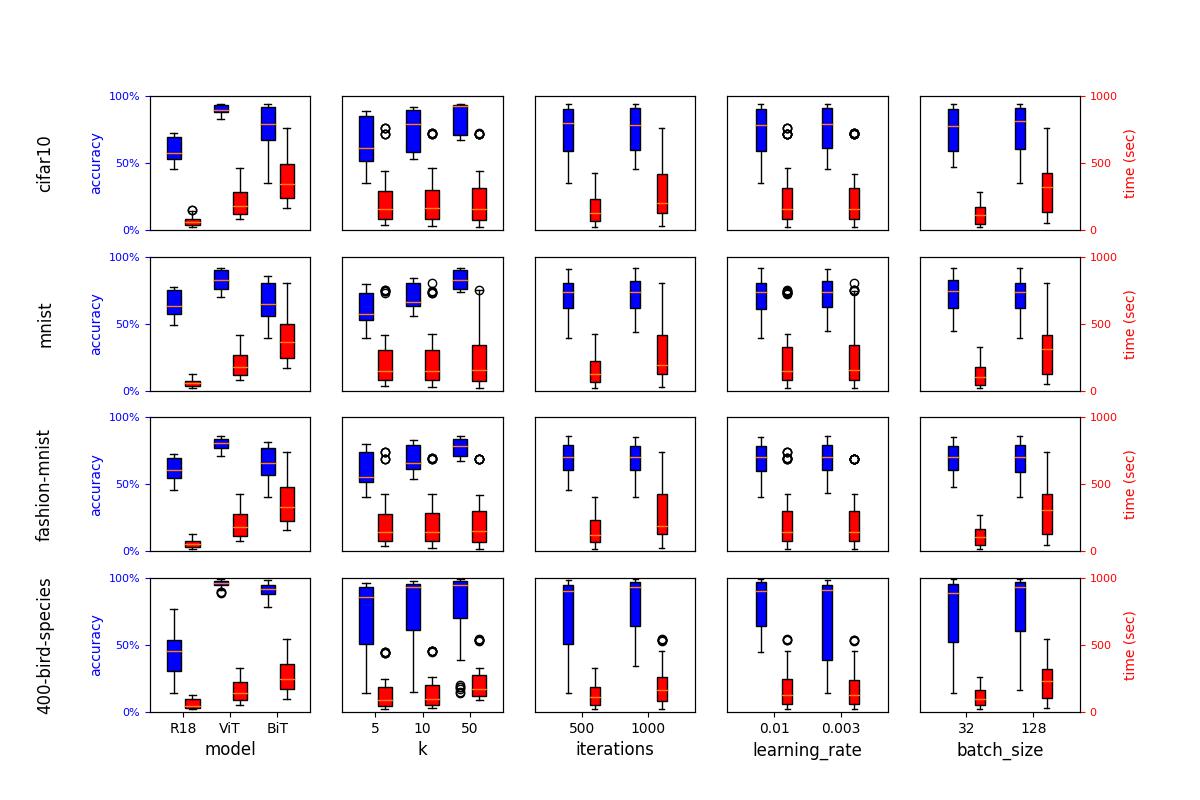 cifar10
accuracy
100%
50%
0%
1000
500
0
time (sec)
mnist
accuracy
100%
50%
0%
1000
500
0
time (sec)
fashion-mnist
accuracy
100%
50%
0%
1000
500
0
time (sec)
400-bird-species
accuracy
100%
50%
0%
1000
500
0
time (sec)
R18 ViT BiT
5 10 50
500 1000
0.01 0.003
32 128
model
k
iterations
learning_rate
batch_size